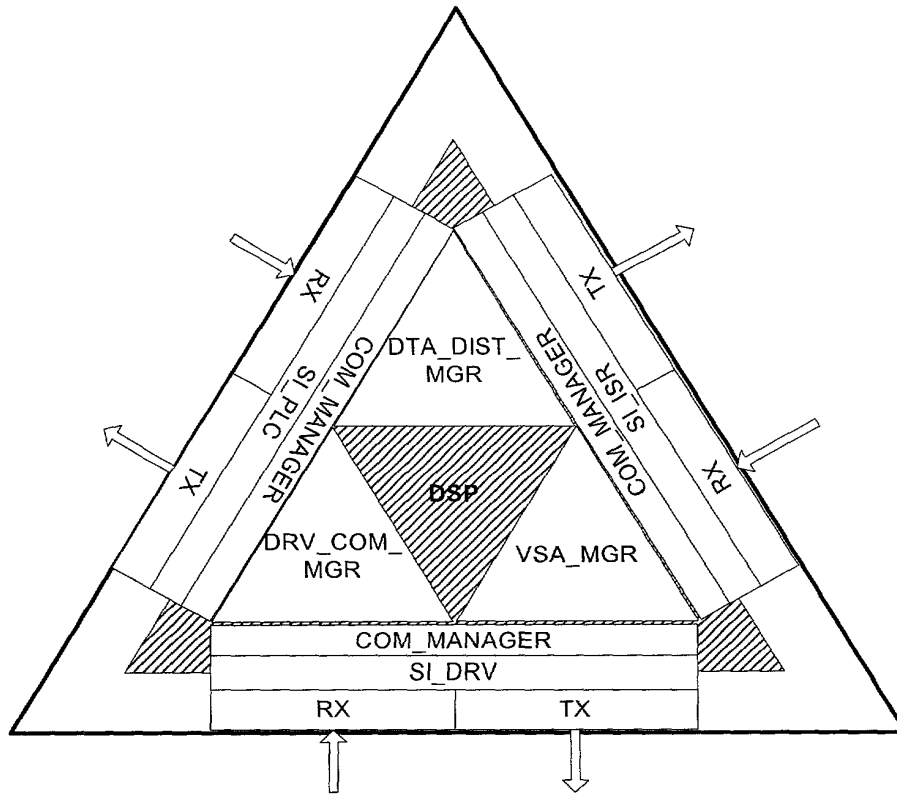 RX
SI_PLC
COM_MANAGER
TX
TX
SI_ISR
COM_MANAGER
RX
DTA_DIST_
MGR
DSP
DRV_COM_
MGR
VSA_MGR
COM_MANAGER
SI_DRV
RX
TX